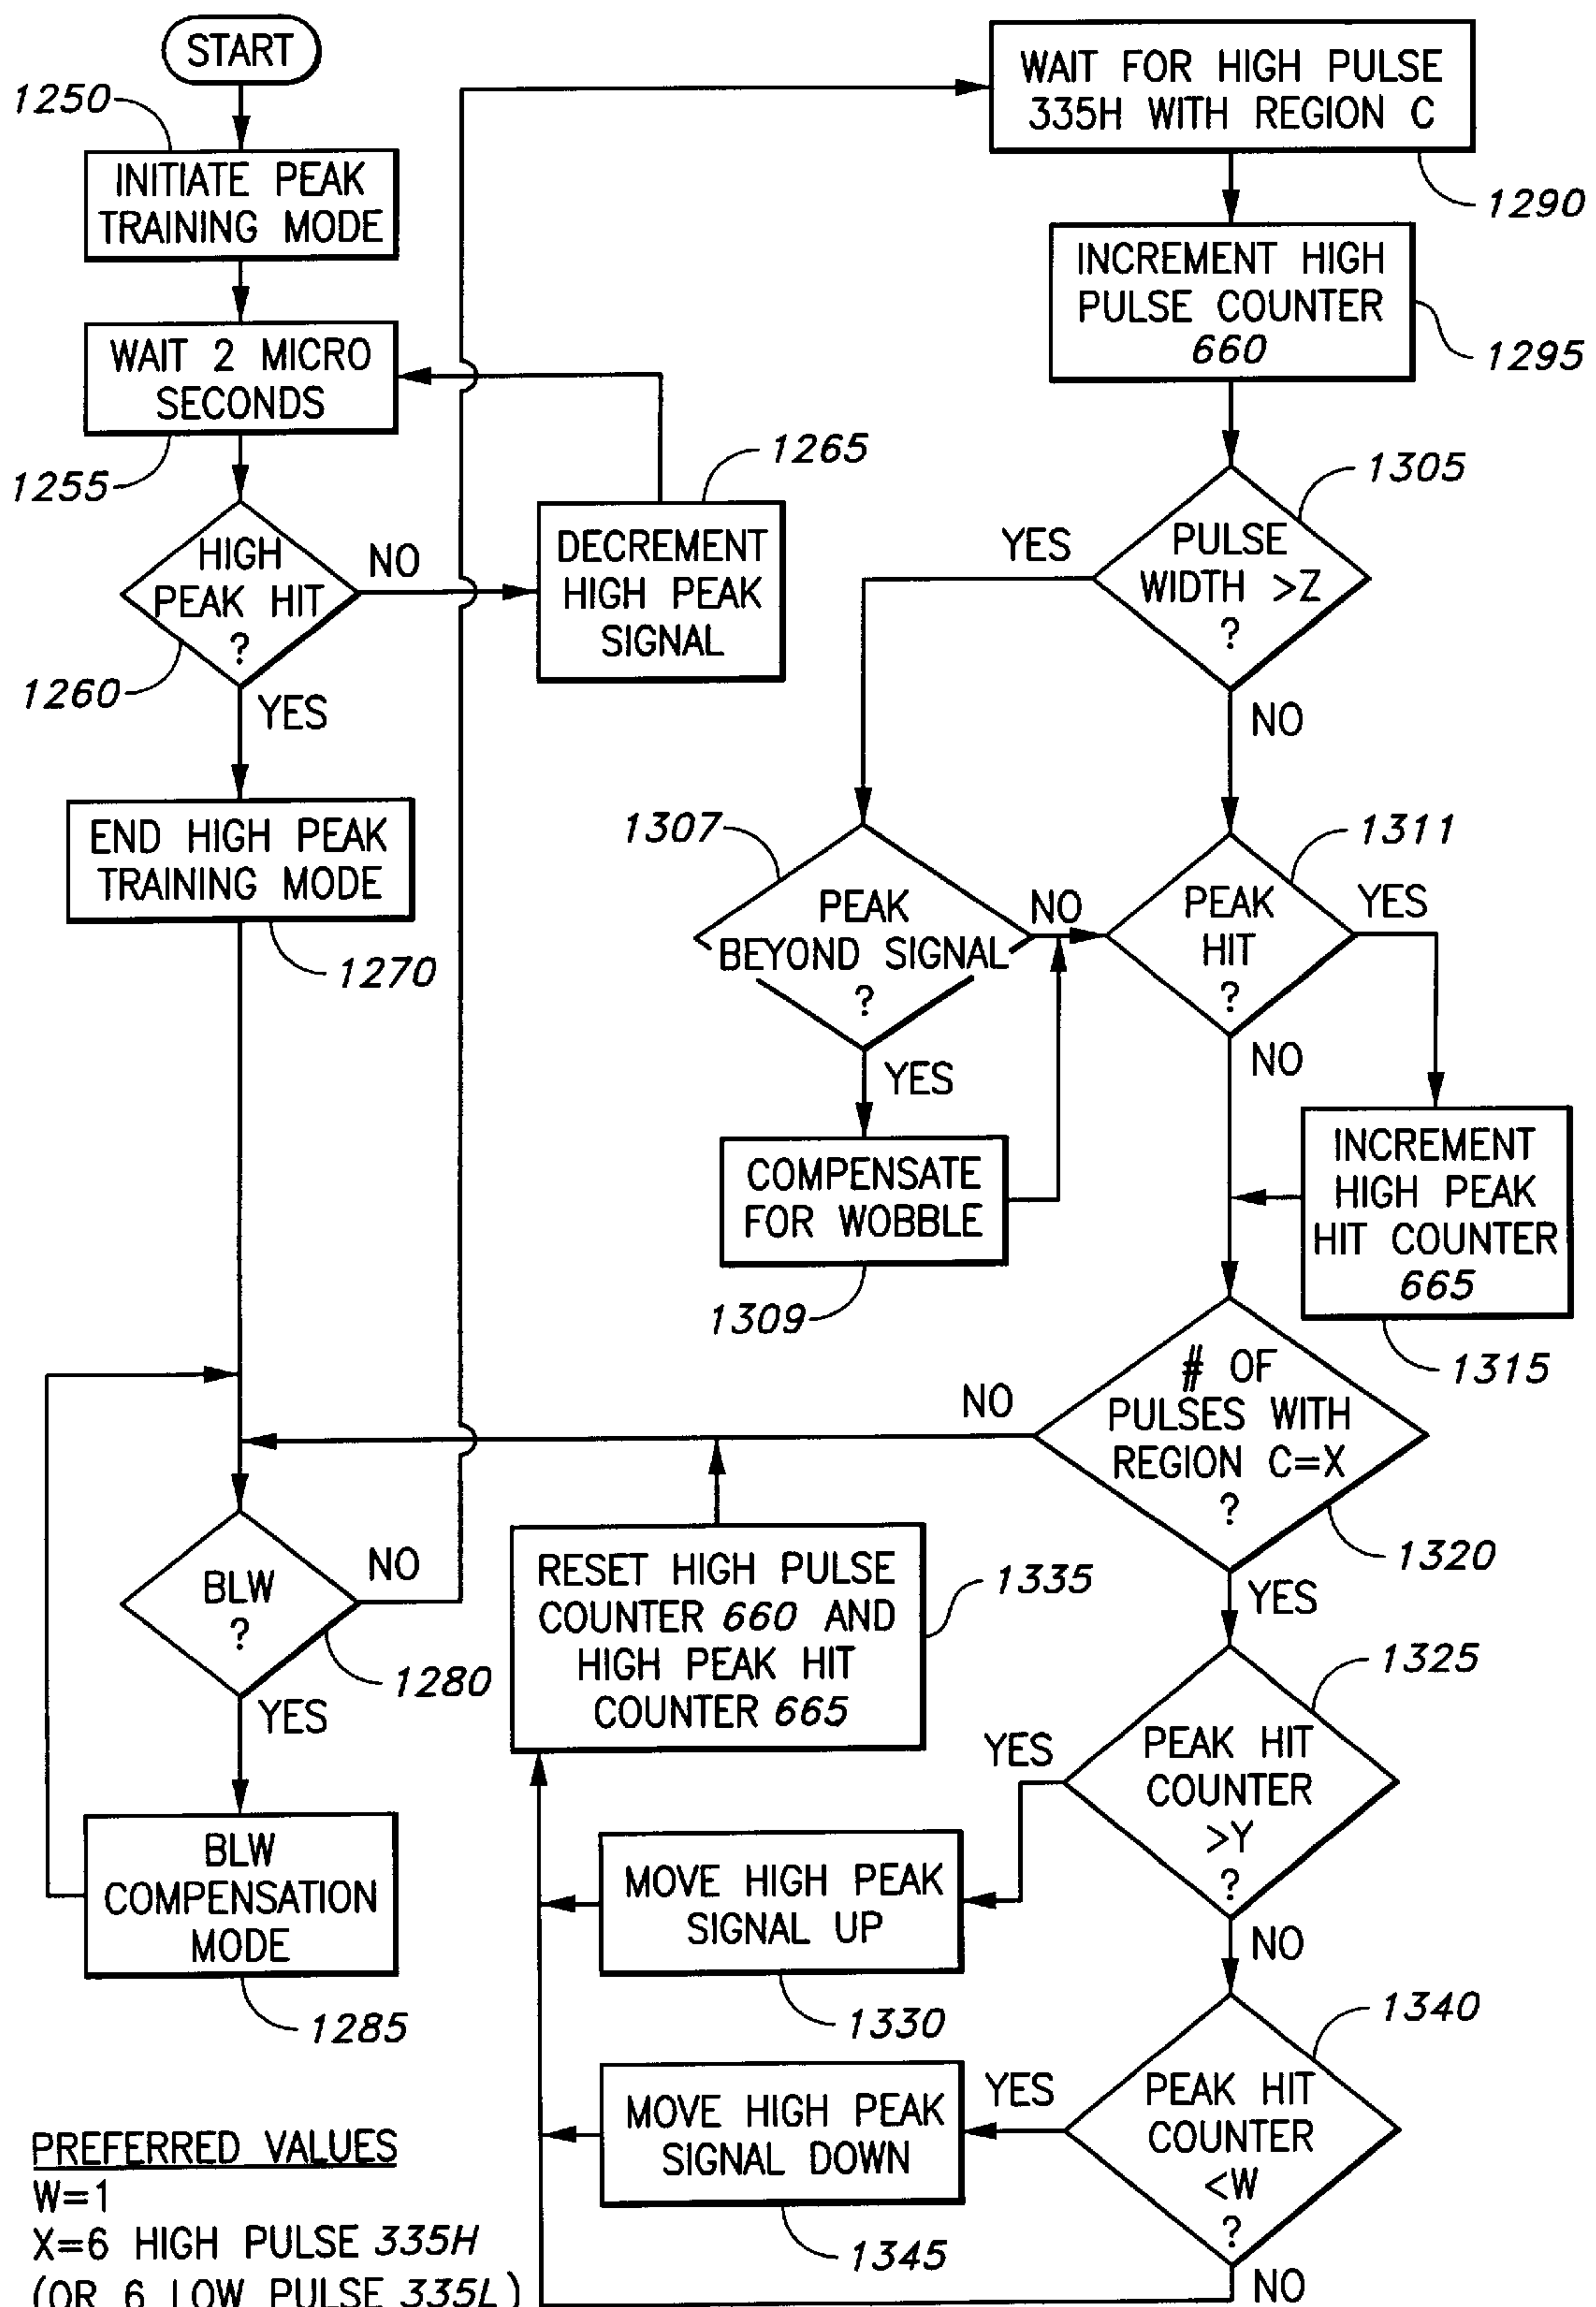 START
1250
INITIATE PEAK
TRAINING MODE
WAIT 2 MICRO
SECONDS
1255
HIGH
PEAK HIT
?
NO
1260
YES
1265
DECREMENT
HIGH PEAK
SIGNAL
END HIGH PEAK
TRAINING MODE
1270
BLW
?
NO
1280
YES
BLW
COMPENSATION
MODE
1285
WAIT FOR HIGH PULSE
335H WITH REGION C
1290
INCREMENT HIGH
PULSE COUNTER
660
1295
1305
PULSE
WIDTH >Z
?
YES
NO
1307
PEAK
BEYOND SIGNAL
?
NO
YES
COMPENSATE
FOR WOBBLE
1309
1311
PEAK
HIT
?
YES
NO
INCREMENT
HIGH PEAK
HIT COUNTER
665
1315
# OF
PULSES WITH
REGION C=X
?
NO
1320
YES
RESET HIGH PULSE
COUNTER 660 AND
HIGH PEAK HIT
COUNTER 665
1335
1325
PEAK HIT
COUNTER
>Y
?
YES
NO
MOVE HIGH PEAK
SIGNAL UP
1330
1340
PEAK HIT
COUNTER
<W
?
YES
NO
MOVE HIGH PEAK
SIGNAL DOWN
1345
PREFERRED VALUES
W=1
X=6 HIGH PULSE 335H
(OR 6 LOW PULSE 335L)